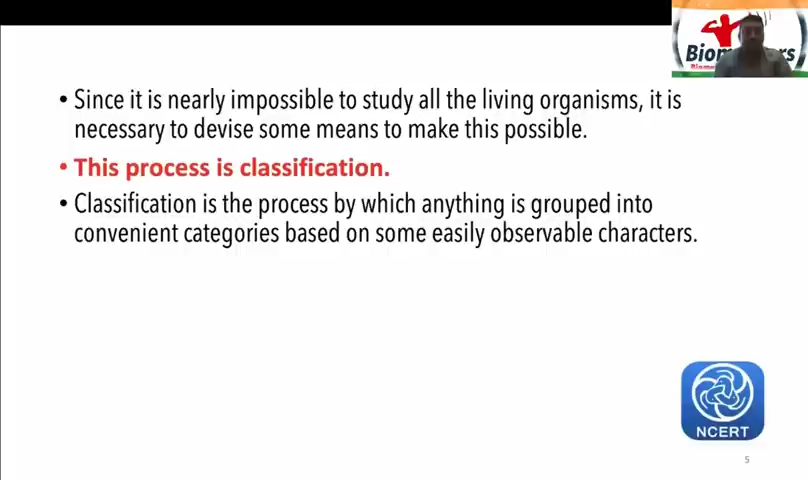 Biom
rs
• Since it is nearly impossible to study all the living organisms, it is
necessary to devise some means to make this possible.
• This process is classification.
• Classification is the process by which anything is grouped into
convenient categories based on some easily observable characters.
NCERT
5